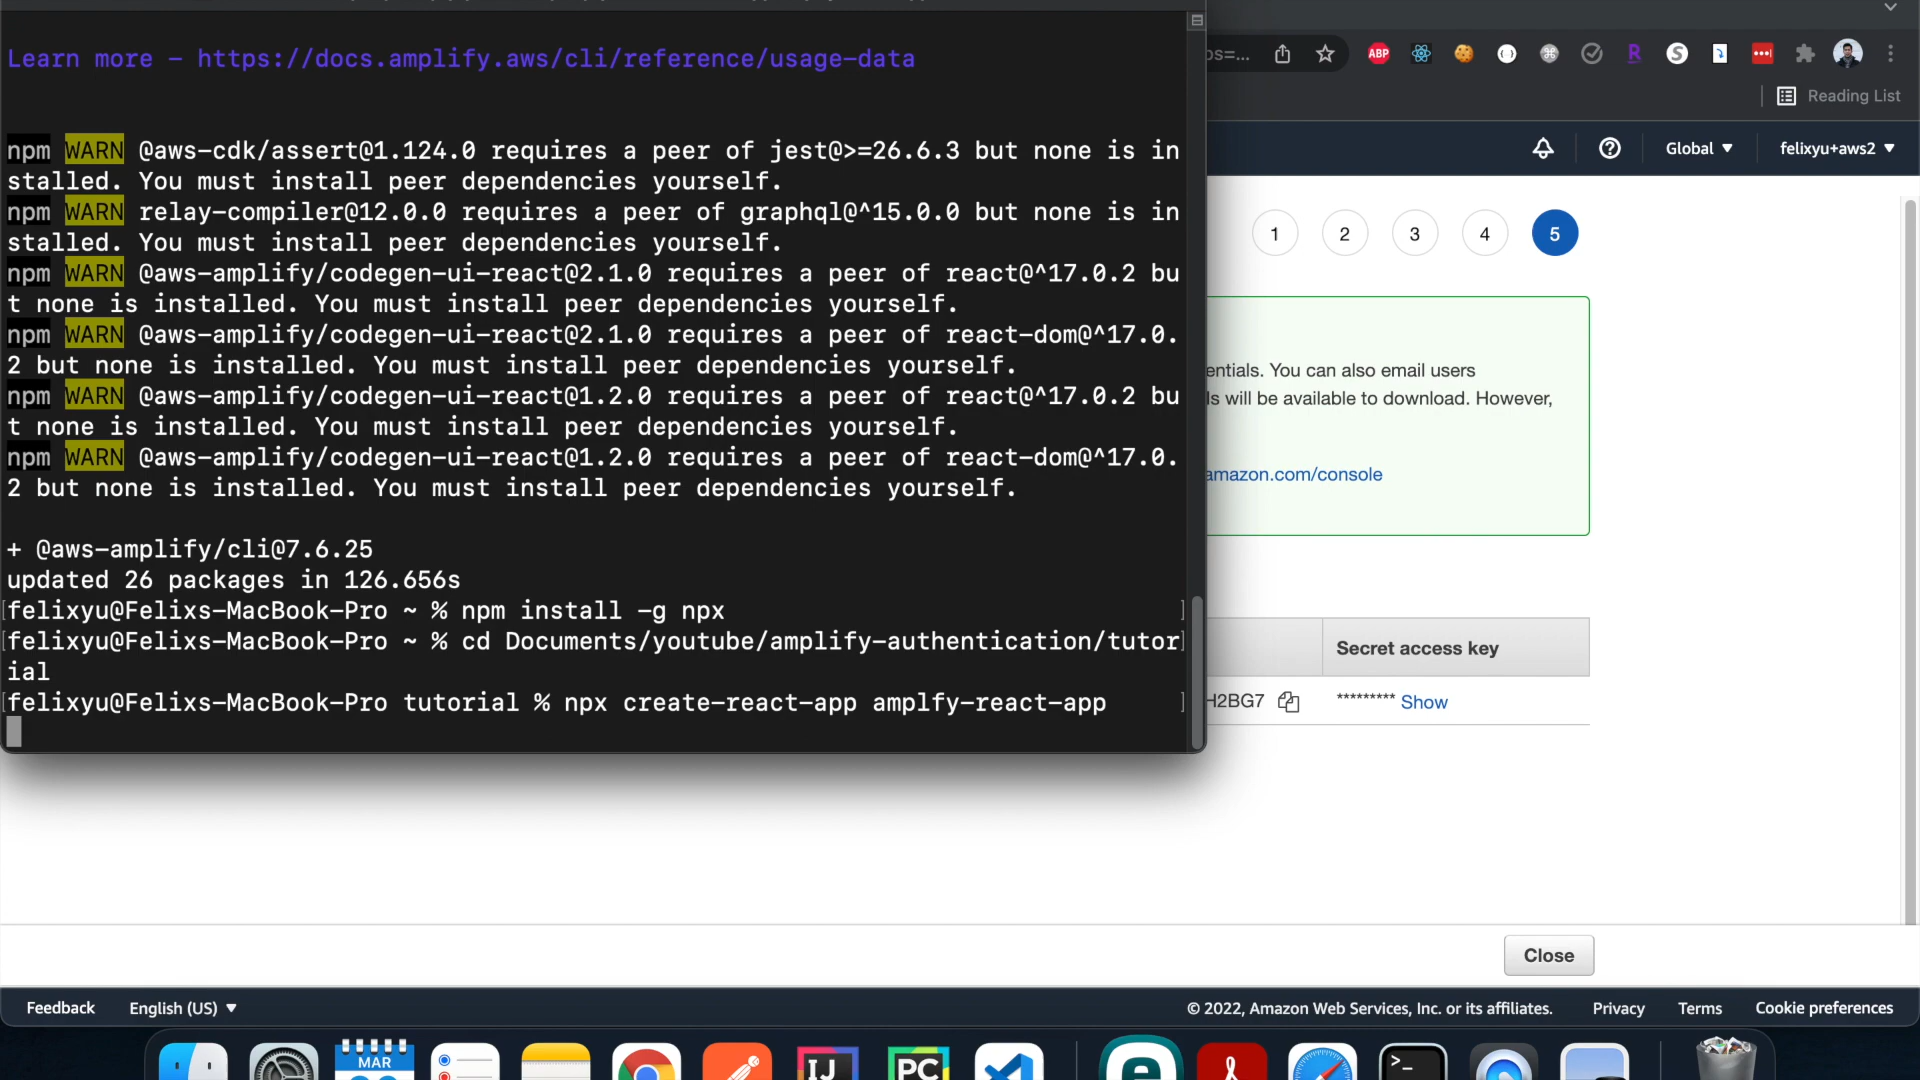 Learn more – https://docs.amplify.aws/cli/reference/usage-data
npm WARN @aws-cdk/assert@1.124.0 requires a peer of jest@>=26.6.3 but none is in
stalled. You must install peer dependencies yourself.
npm WARN relay-compiler@12.0.0 requires a peer of graphql@^15.0.0 but none is in
stalled. You must install peer dependencies yourself.
npm WARN @aws-amplify/codegen-ui-react@2.1.0 requires a peer of react@^17.0.2 bu
t none is installed. You must install peer dependencies yourself.
npm WARN @aws-amplify/codegen-ui-react@2.1.0 requires a peer of react-dom@^17.0.
2 but none is installed. You must install peer dependencies yourself.
npm WARN @aws-amplify/codegen-ui-react@1.2.0 requires a peer of react@^17.0.2 bu
t none is installed. You must install peer dependencies yourself.
npm WARN @aws-amplify/codegen-ui-react@1.2.0 requires a peer of react-dom@^17.0.
2 but none is installed. You must install peer dependencies yourself.
+ @aws-amplify/cli@7.6.25
updated 26 packages in 126.656s
[felixyu@Felixs-MacBook-Pro ~ % npm install -g npx ]
[felixyu@Felixs-MacBook-Pro ~ % cd Documents/youtube/amplify-authentication/tutor]
ial
[felixyu@Felixs-MacBook-Pro tutorial % npx create-react-app amplfy-react-app ]
ps=...
ABP
S
Reading List
Global felixyu+aws2
1 2 3 4 5
entials. You can also email users
ls will be available to download. However,
amazon.com/console
Secret access key
H2BG7 ********* Show
Close
Feedback English (US) © 2022, Amazon Web Services, Inc. or its affiliates. Privacy Terms Cookie preferences
MAR
IJ
PC